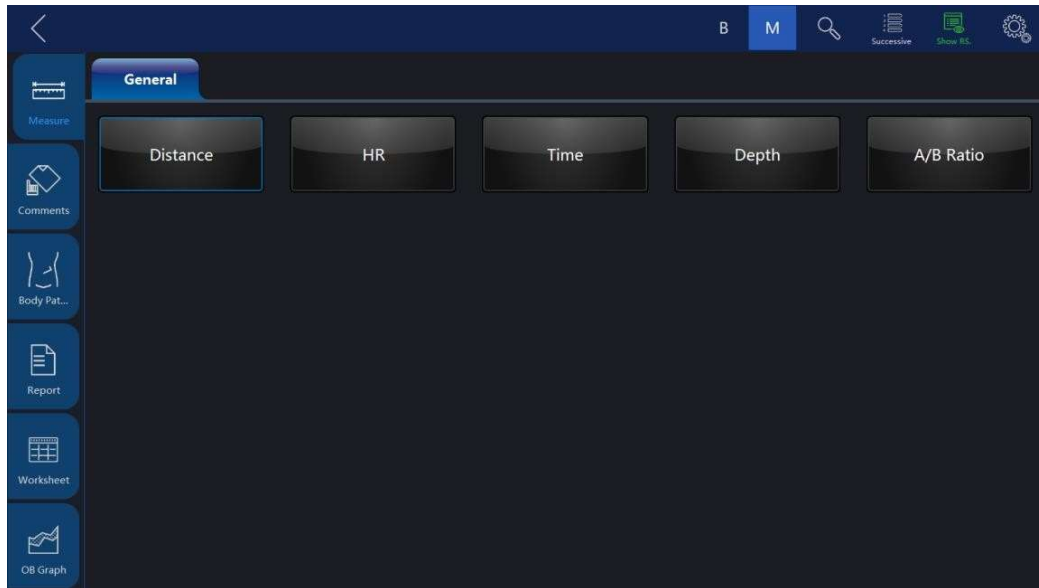 B M Successive Show RS.
Measure
General
Distance HR Time Depth A/B Ratio
Comments
Body Pat...
Report
Worksheet
OB Graph